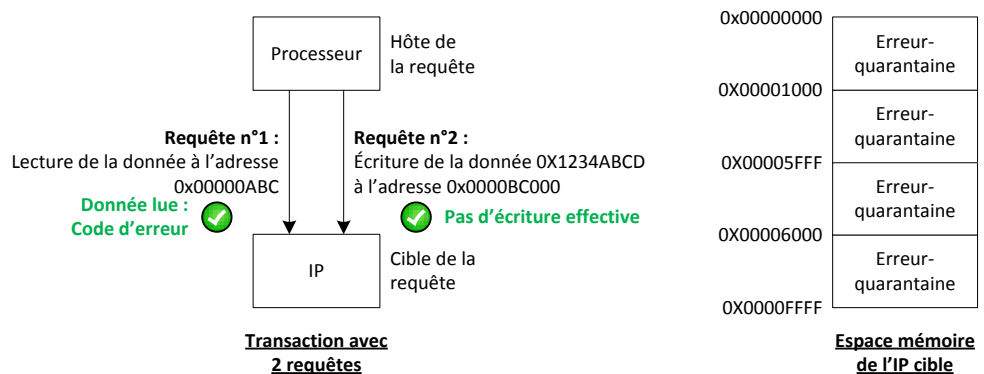 Processeur
Hôte de
la requête
Requête n°1 :
Lecture de la donnée à l'adresse
0x00000ABC
Donnée lue :
Code d'erreur
Requête n°2 :
Écriture de la donnée 0X1234ABCD
à l'adresse 0x0000BC000
Pas d'écriture effective
IP
Cible de la
requête
Transaction avec
2 requêtes
0x00000000
Erreur-
quarantaine
0X00001000
Erreur-
quarantaine
0X00005FFF
Erreur-
quarantaine
0X00006000
Erreur-
quarantaine
0X0000FFFF
Espace mémoire
de l'IP cible